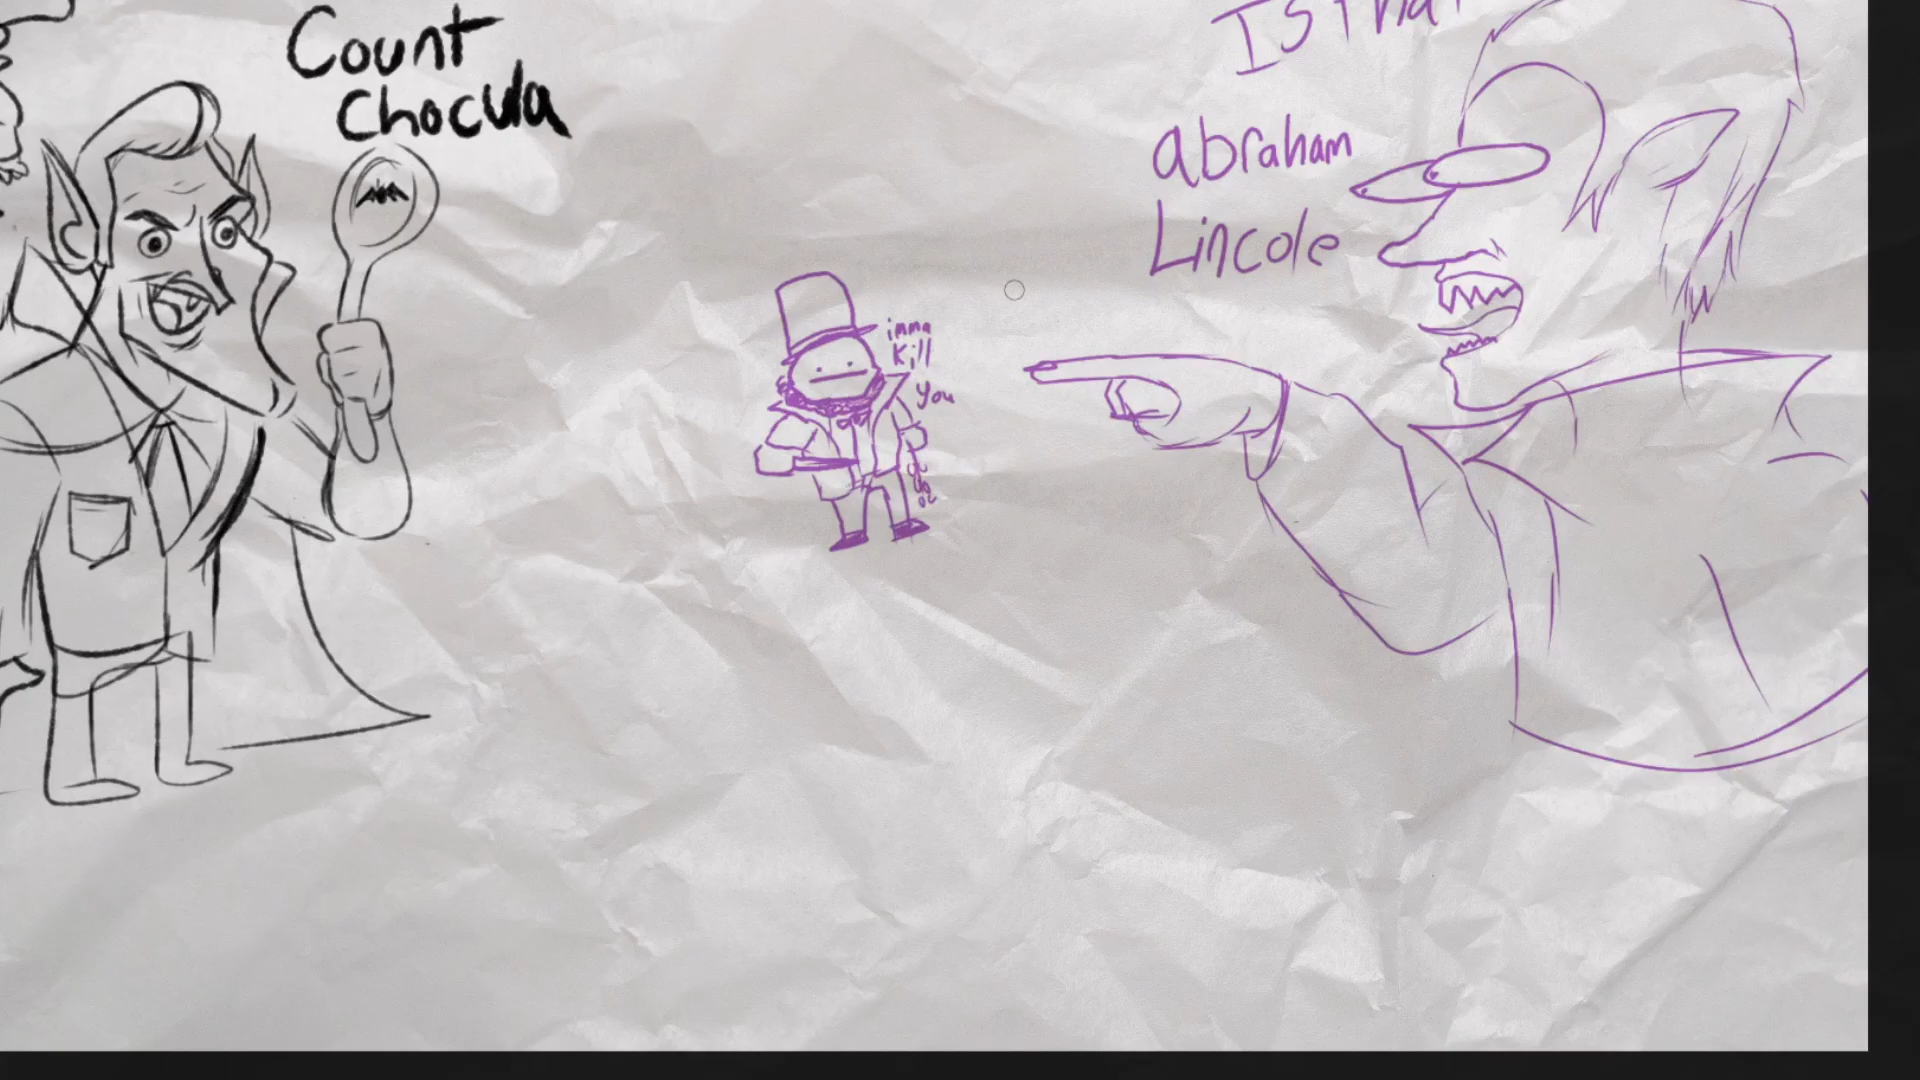 Count
Chocula
Is that
abraham
Lincole
imma
Kill
you